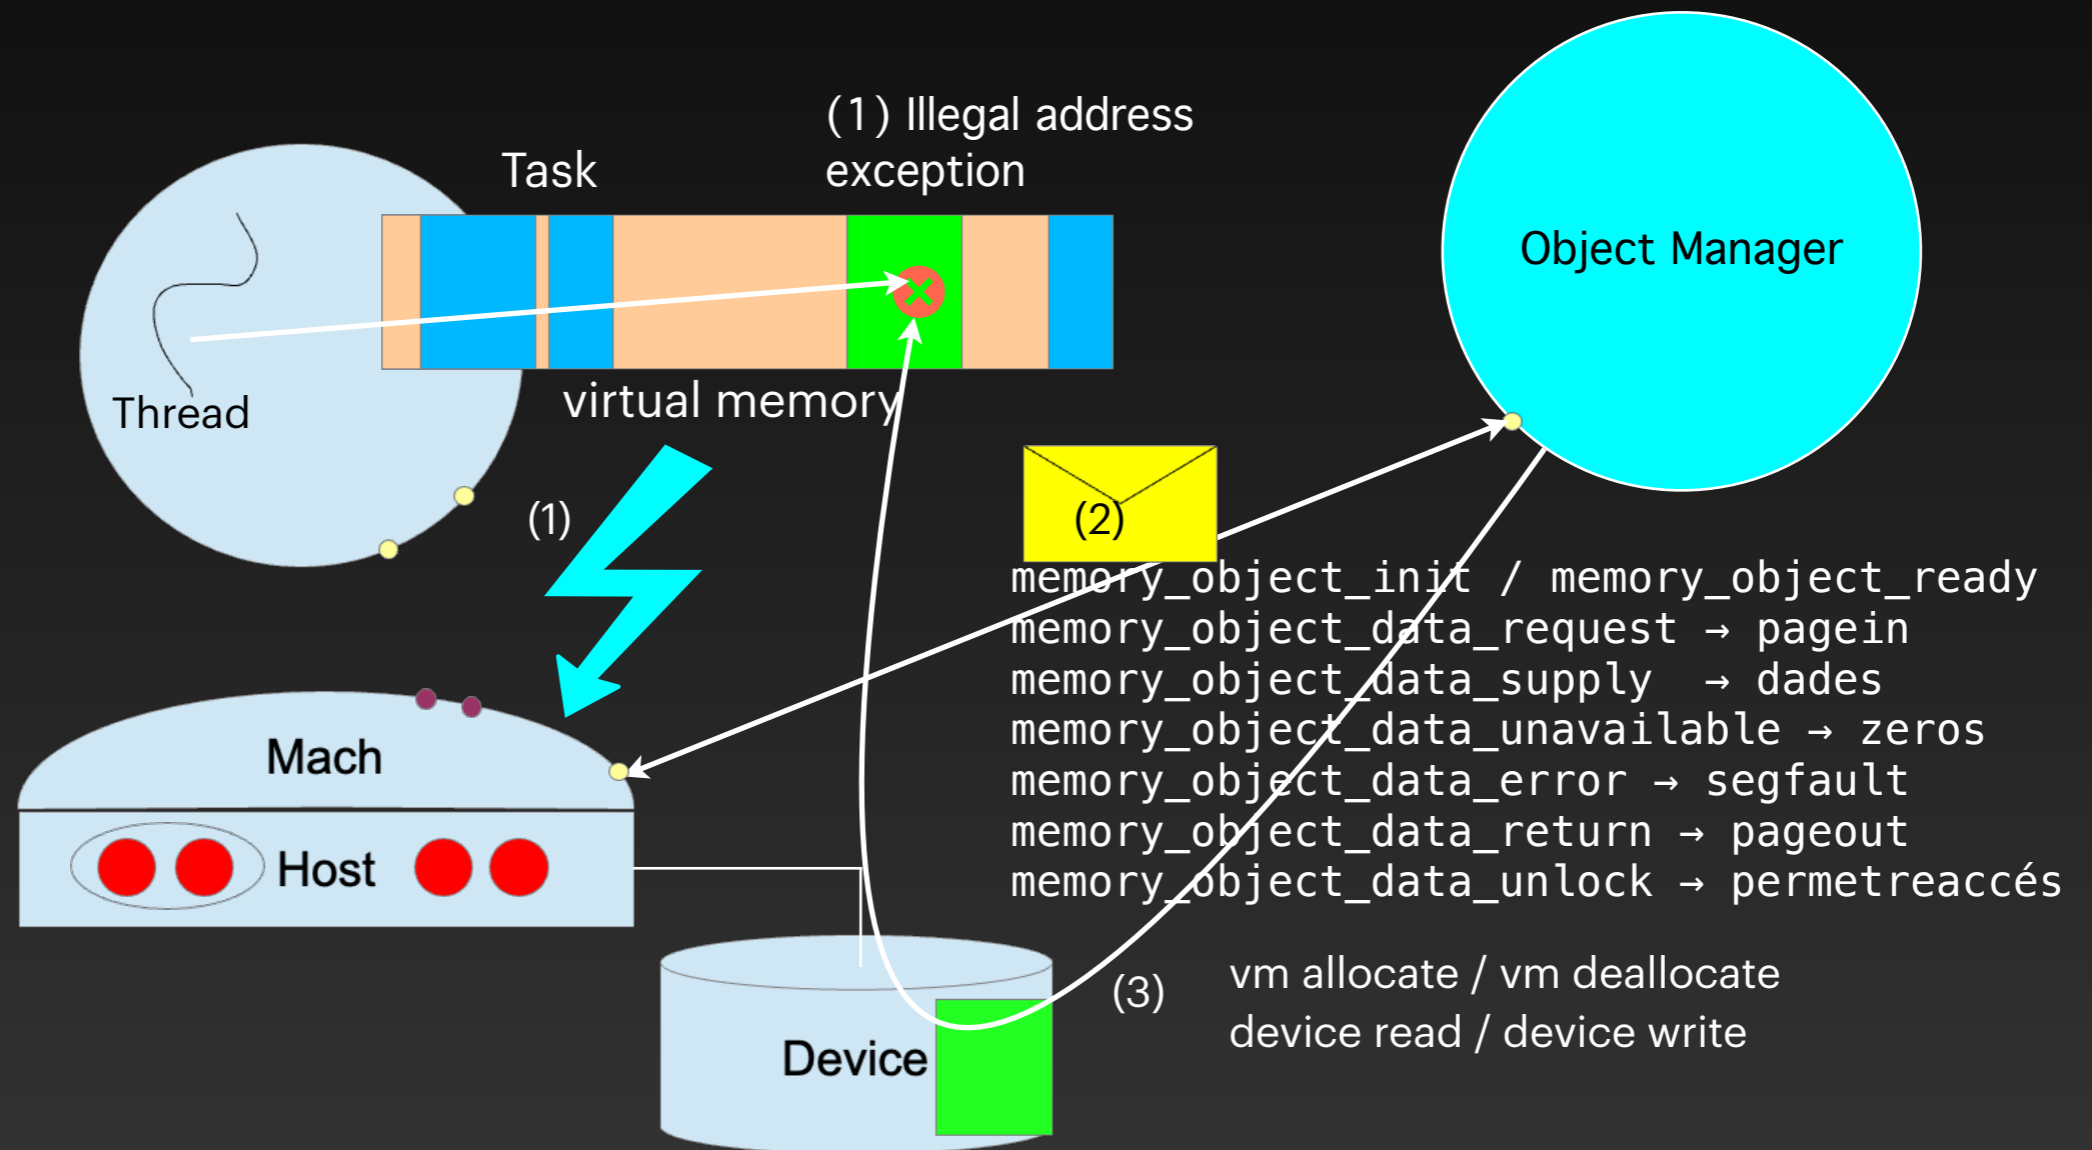 (1) Illegal address
exception
Task
Object Manager
Thread
virtual memory
(1)
(2)
memory_object_init / memory_object_ready
memory_object_data_request → pagein
memory_object_data_supply → dades
memory_object_data_unavailable → zeros
memory_object_data_error → segfault
memory_object_data_return → pageout
memory_object_data_unlock → permetreaccés
Mach
Host
(3)
vm allocate / vm deallocate
device read / device write
Device